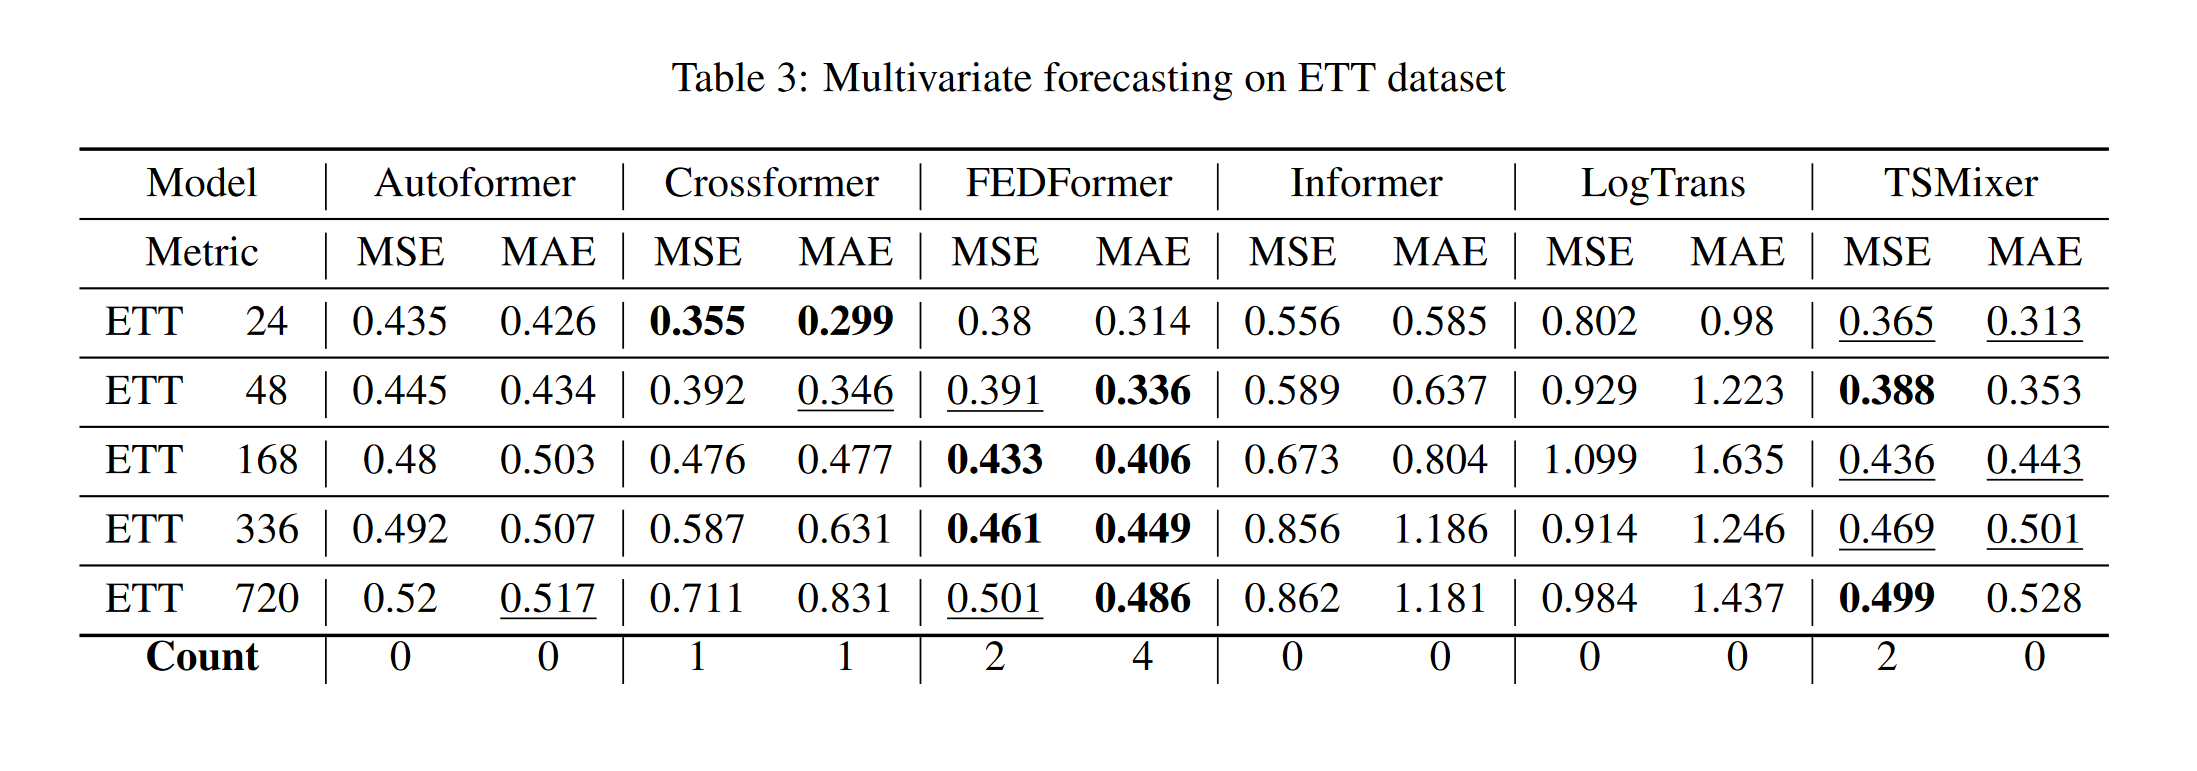 Table 3: Multivariate forecasting on ETT dataset
Model Autoformer Crossformer FEDFormer Informer LogTrans TSMixer
Metric MSE MAE MSE MAE MSE MAE MSE MAE MSE MAE MSE MAE
ETT 24 0.435 0.426 0.355 0.299 0.38 0.314 0.556 0.585 0.802 0.98 0.365 0.313
ETT 48 0.445 0.434 0.392 0.346 0.391 0.336 0.589 0.637 0.929 1.223 0.388 0.353
ETT 168 0.48 0.503 0.476 0.477 0.433 0.406 0.673 0.804 1.099 1.635 0.436 0.443
ETT 336 0.492 0.507 0.587 0.631 0.461 0.449 0.856 1.186 0.914 1.246 0.469 0.501
ETT 720 0.52 0.517 0.711 0.831 0.501 0.486 0.862 1.181 0.984 1.437 0.499 0.528
Count 0 0 1 1 2 4 0 0 0 0 2 0